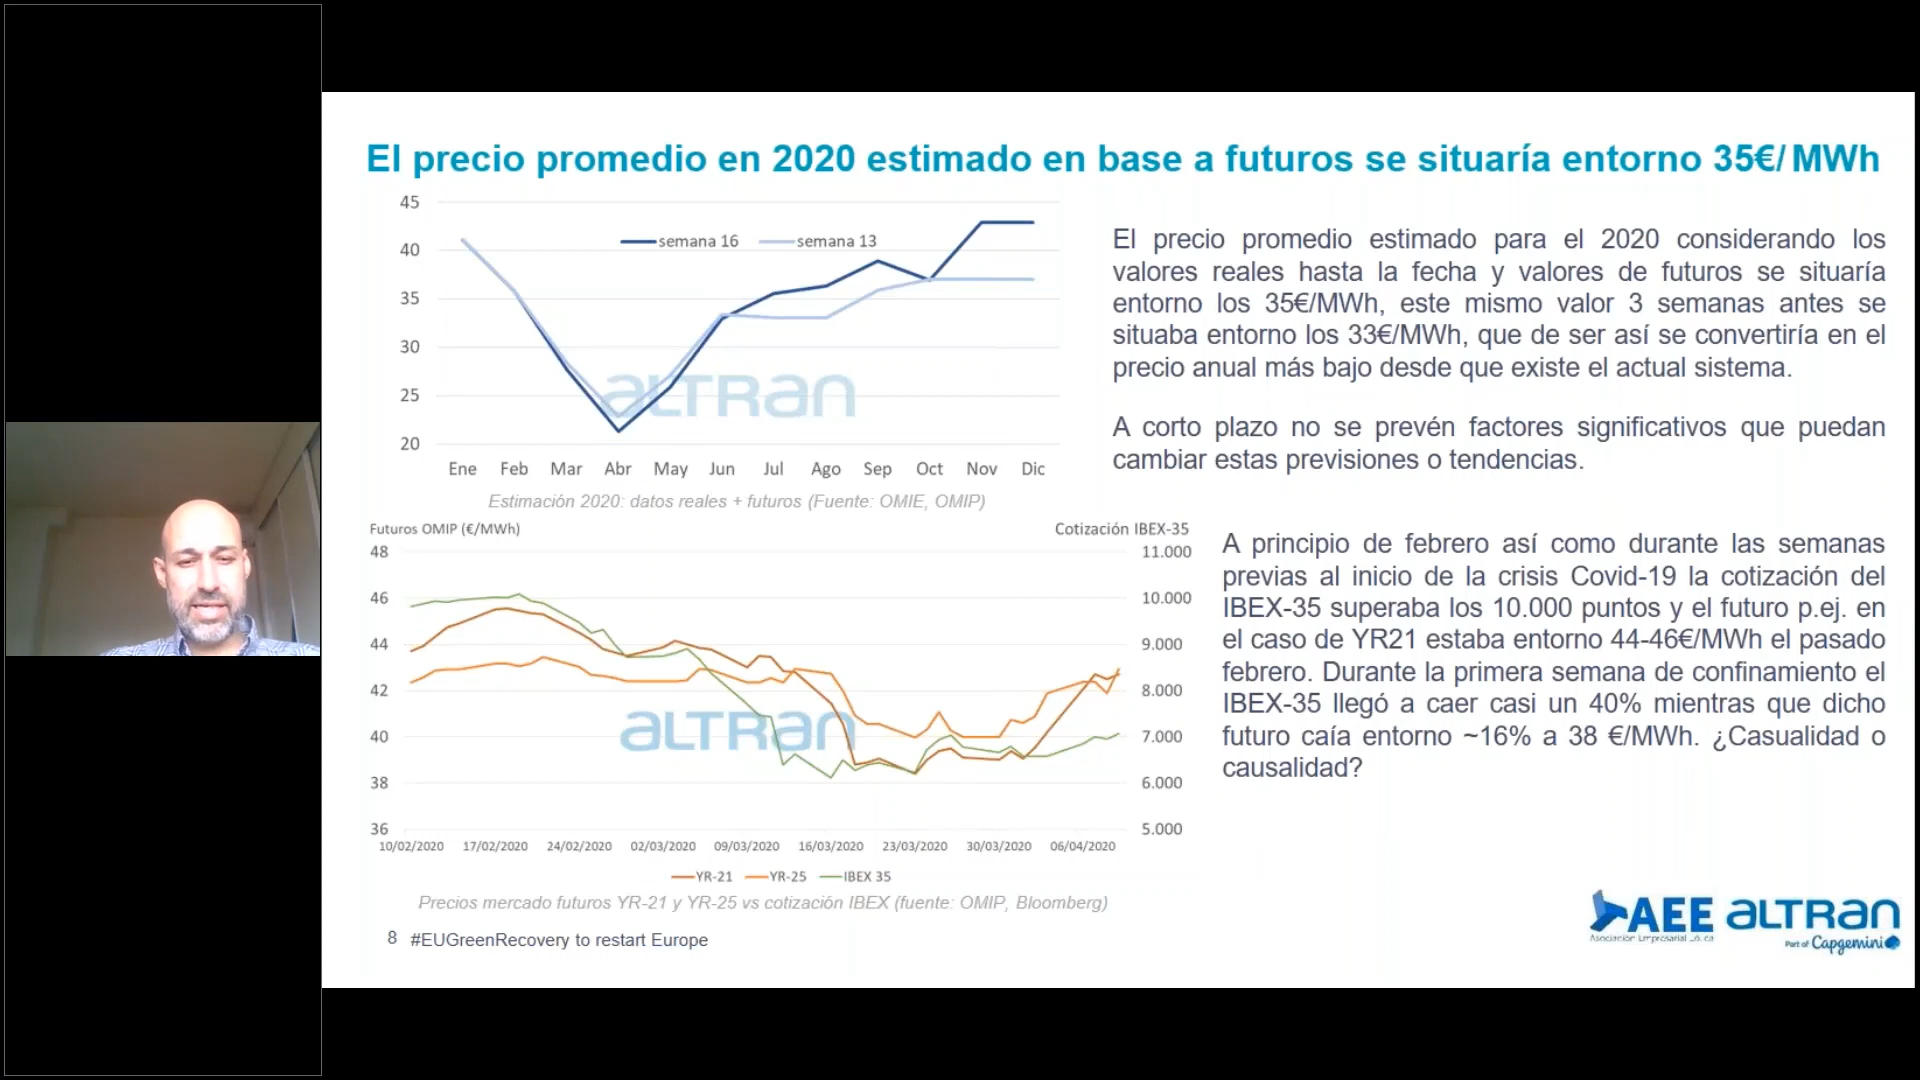 El precio promedio en 2020 estimado en base a futuros se situaría entorno 35€/ MWh
45
40
35
30
25
20
semana 16
semana 13
ALTRAN
Ene Feb Mar Abr May Jun Jul Ago Sep Oct Nov Dic
Estimación 2020: datos reales + futuros (Fuente: OMIE, OMIP)
El precio promedio estimado para el 2020 considerando los
valores reales hasta la fecha y valores de futuros se situaría
entorno los 35€/MWh, este mismo valor 3 semanas antes se
situaba entorno los 33€/MWh, que de ser así se convertiría en el
precio anual más bajo desde que existe el actual sistema.
A corto plazo no se prevén factores significativos que puedan
cambiar estas previsiones o tendencias.
Futuros OMIP (€/MWh)
Cotización IBEX-35
48
46
44
42
40
38
36
11.000
10.000
9.000
8.000
7.000
6.000
5.000
ALTRAN
10/02/2020 17/02/2020 24/02/2020 02/03/2020 09/03/2020 16/03/2020 23/03/2020 30/03/2020 06/04/2020
YR-21 YR-25 IBEX 35
Precios mercado futuros YR-21 y YR-25 vs cotización IBEX (fuente: OMIP, Bloomberg)
A principio de febrero así como durante las semanas
previas al inicio de la crisis Covid-19 la cotización del
IBEX-35 superaba los 10.000 puntos y el futuro p.ej. en
el caso de YR21 estaba entorno 44-46€/MWh el pasado
febrero. Durante la primera semana de confinamiento el
IBEX-35 llegó a caer casi un 40% mientras que dicho
futuro caía entorno ~16% a 38 €/MWh. ¿Casualidad o
causalidad?
8 #EUGreenRecovery to restart Europe
AEE
Asociación Empresarial
ALTRAN
Part of Capgemini